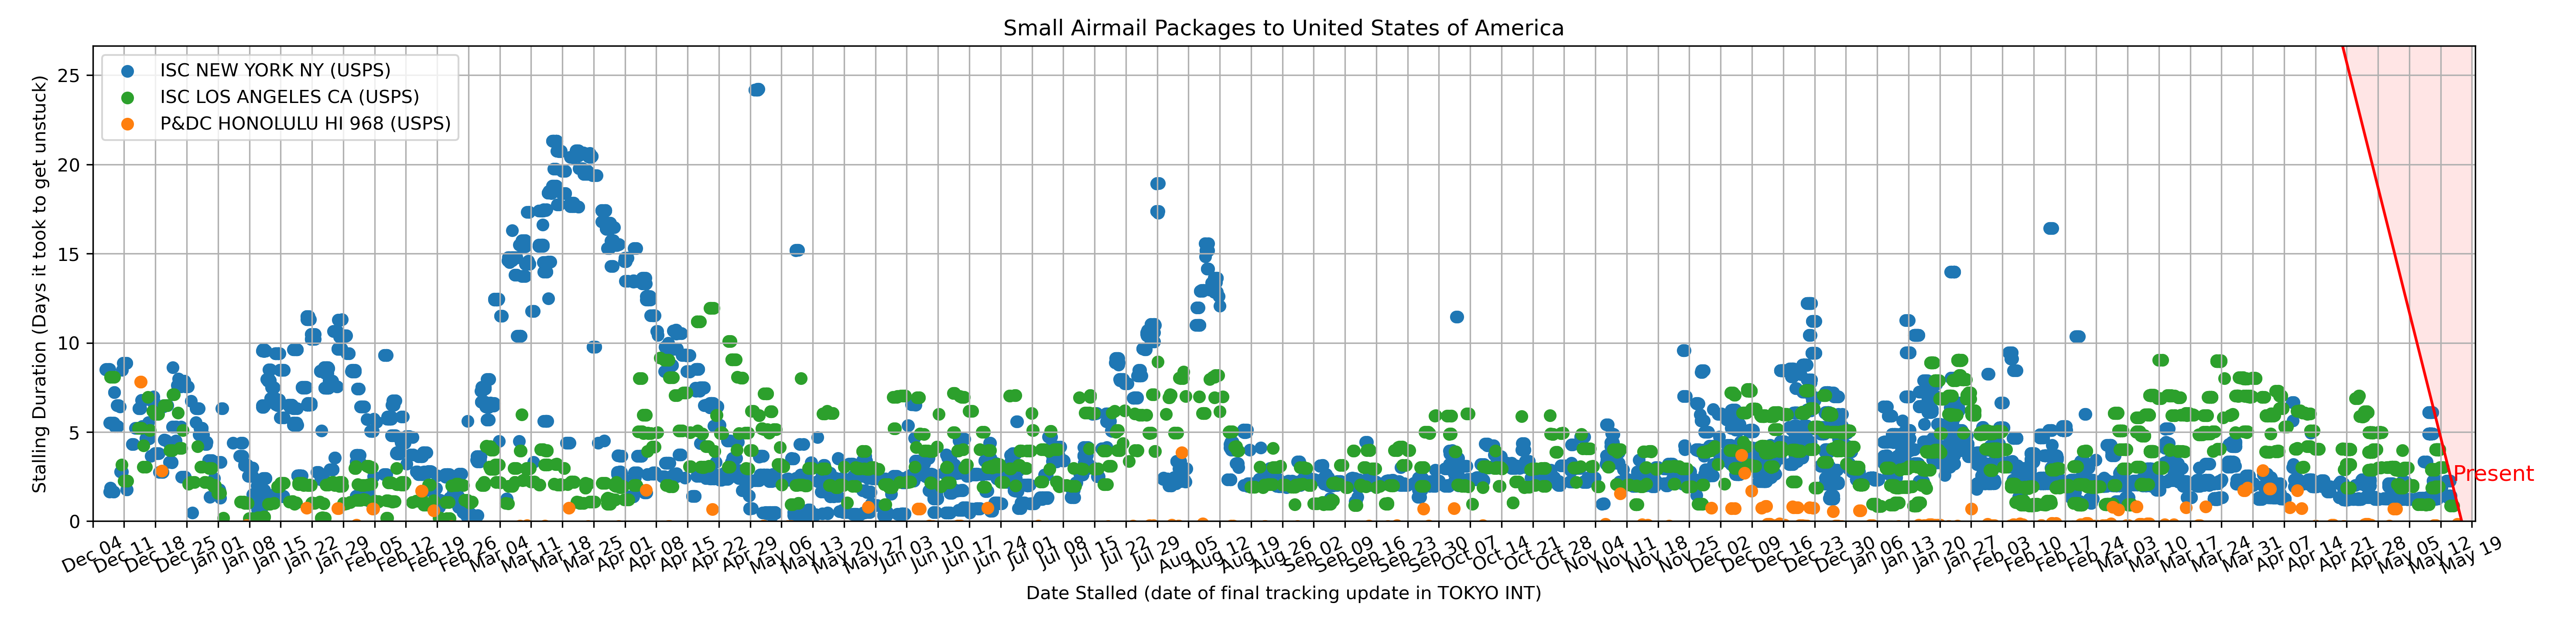 Small Airmail Packages to United States of America
ISC NEW YORK NY (USPS)
ISC LOS ANGELES CA (USPS)
P&DC HONOLULU HI 968 (USPS)
Stalling Duration (Days it took to get unstuck)
25
20
15
10
5
0
Present
Dec 04 Dec 11 Dec 18 Dec 25 Jan 01 Jan 08 Jan 15 Jan 22 Jan 29 Feb 05 Feb 12 Feb 19 Feb 26 Mar 04 Mar 11 Mar 18 Mar 25 Apr 01 Apr 08 Apr 15 Apr 22 Apr 29 May 06 May 13 May 20 May 27 Jun 03 Jun 10 Jun 17 Jun 24 Jul 01 Jul 08 Jul 15 Jul 22 Jul 29 Aug 05 Aug 12 Aug 19 Aug 26 Sep 02 Sep 09 Sep 16 Sep 23 Sep 30 Oct 07 Oct 14 Oct 21 Oct 28 Nov 04 Nov 11 Nov 18 Nov 25 Dec 02 Dec 09 Dec 16 Dec 23 Dec 30 Jan 06 Jan 13 Jan 20 Jan 27 Feb 03 Feb 10 Feb 17 Feb 24 Mar 03 Mar 10 Mar 17 Mar 24 Mar 31 Apr 07 Apr 14 Apr 21 Apr 28 May 05 May 12 May 19
Date Stalled (date of final tracking update in TOKYO INT)